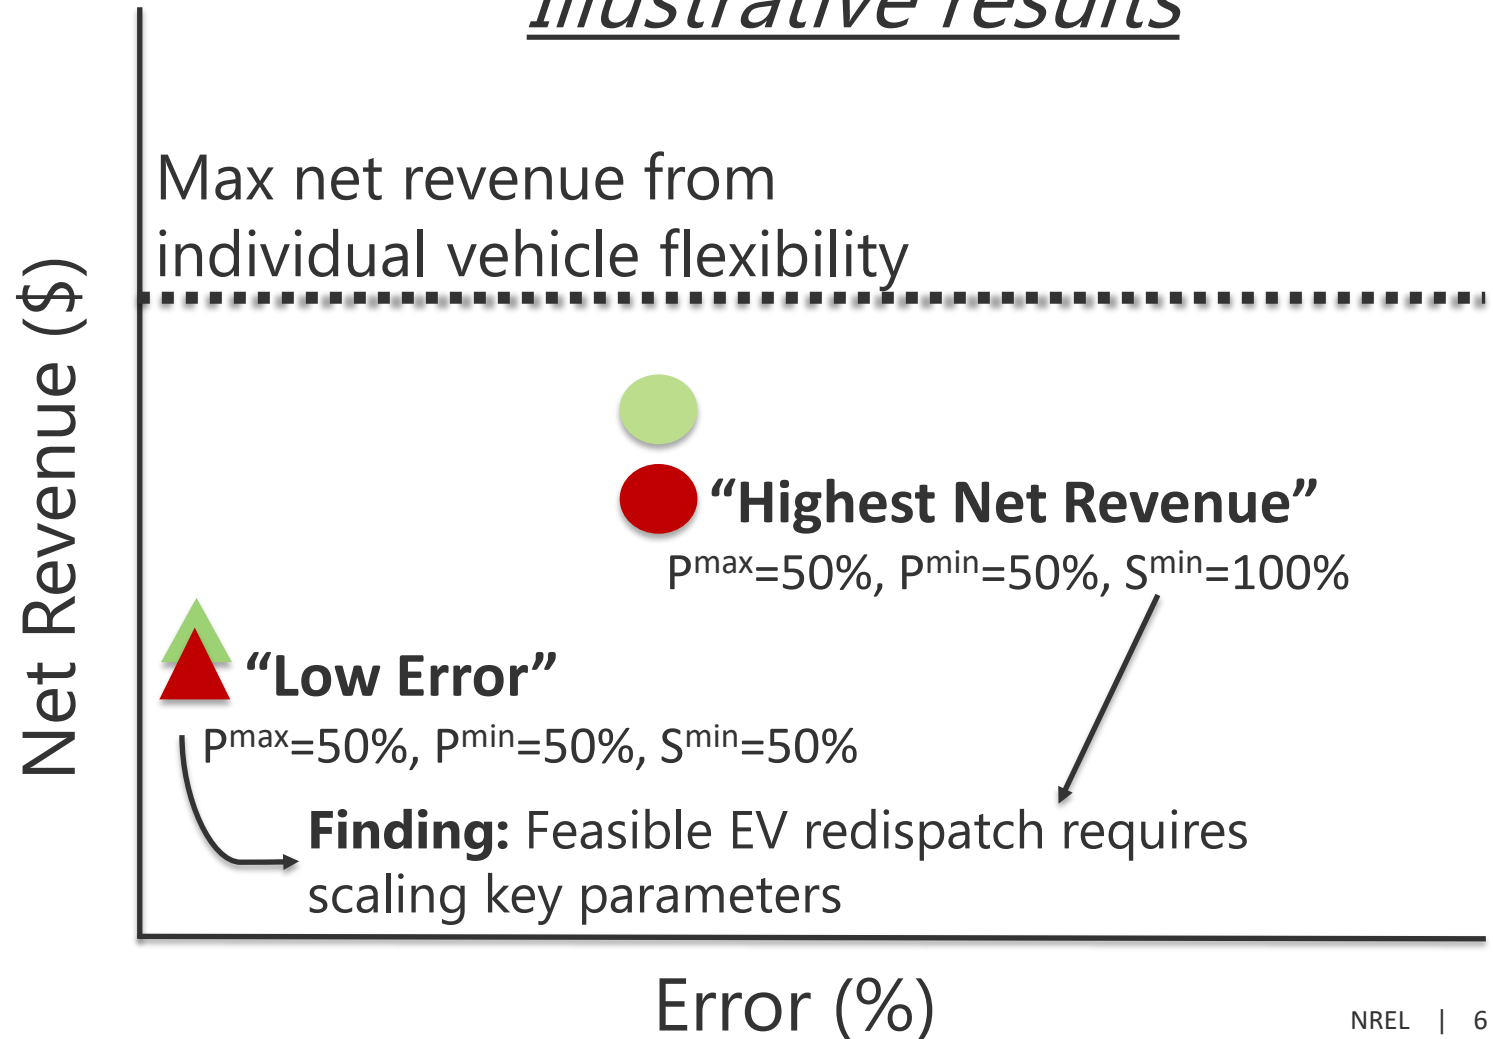 Illustrative results
Max net revenue from
individual vehicle flexibility
Net Revenue ($)
“Highest Net Revenue”
Pmax=50%, Pmin=50%, Smin=100%
“Low Error”
Pmax=50%, Pmin=50%, Smin=50%
Finding: Feasible EV redispatch requires
scaling key parameters
Error (%)
NREL | 6